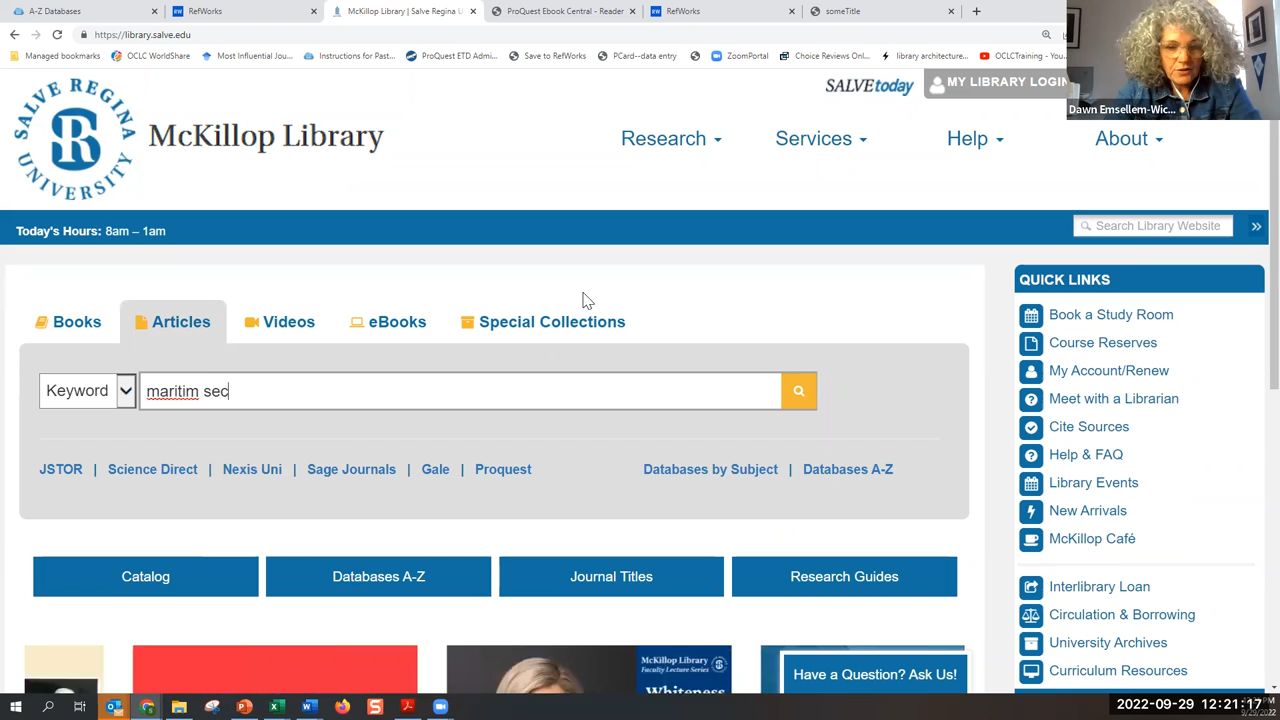 A-Z Databases
RefWorks
McKillop Library | Salve Regina U
ProQuest Ebook Central - Reader
RefWorks
someTitle
https://library.salve.edu
Managed bookmarks
OCLC WorldShare
Most Influential Jou...
Instructions for Past...
ProQuest ETD Admi...
Save to RefWorks
PCard--data entry
ZoomPortal
Choice Reviews Onl...
library architecture...
OCLCTraining - You...
Dawn Emsellem-Wic...
SALVE REGINA UNIVERSITY
McKillop Library
SALVEtoday
MY LIBRARY LOGIN
Research
Services
Help
About
Today's Hours: 8am – 1am
Search Library Website
Books
Articles
Videos
eBooks
Special Collections
Keyword
maritim sec
JSTOR | Science Direct | Nexis Uni | Sage Journals | Gale | Proquest
Databases by Subject | Databases A-Z
Catalog
Databases A-Z
Journal Titles
Research Guides
QUICK LINKS
Book a Study Room
Course Reserves
My Account/Renew
Meet with a Librarian
Cite Sources
Help & FAQ
Library Events
New Arrivals
McKillop Café
Interlibrary Loan
Circulation & Borrowing
University Archives
Curriculum Resources
McKillop Library
Faculty Lecture Series
Whiteness
Have a Question? Ask Us!
2022-09-29 12:21:17